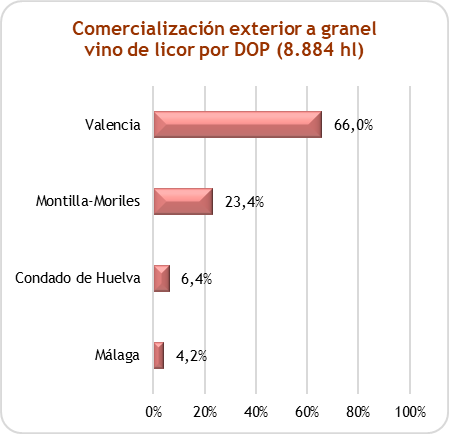 Comercialización exterior a granel
vino de licor por DOP (8.884 hl)
Valencia
66,0%
Montilla-Moriles
23,4%
Condado de Huelva
6,4%
Málaga
4,2%
0%
20%
40%
60%
80%
100%